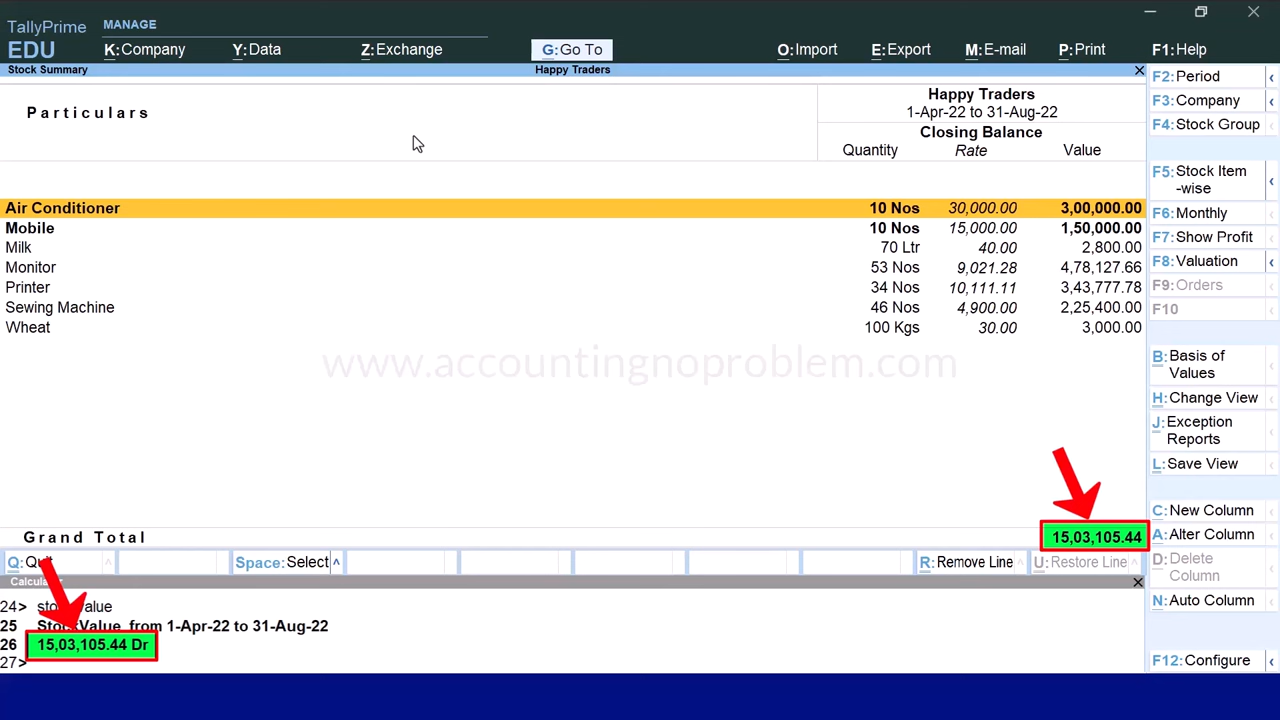 TallyPrime
EDU
MANAGE
K:Company Y:Data Z:Exchange G:Go To O:Import E:Export M:E-mail P:Print F1:Help
Stock Summary Happy Traders
Particulars
Happy Traders
1-Apr-22 to 31-Aug-22
Closing Balance
Quantity Rate Value
Air Conditioner 10 Nos 30,000.00 3,00,000.00
Mobile 10 Nos 15,000.00 1,50,000.00
Milk 70 Ltr 40.00 2,800.00
Monitor 53 Nos 9,021.28 4,78,127.66
Printer 34 Nos 10,111.11 3,43,777.78
Sewing Machine 46 Nos 4,900.00 2,25,400.00
Wheat 100 Kgs 30.00 3,000.00
www.accountingnoproblem.com
Grand Total 15,03,105.44
Q: Space:Select R:Remove Line U:Restore Line
24>
25 from 1-Apr-22 to 31-Aug-22
26 15,03,105.44 Dr
27>
F2:Period
F3:Company
F4:Stock Group
F5:Stock Item
-wise
F6:Monthly
F7:Show Profit
F8:Valuation
F9:Orders
F10
B:Basis of
Values
H:Change View
J:Exception
Reports
L:Save View
C:New Column
A:Alter Column
D:Delete
Column
N:Auto Column
F12:Configure